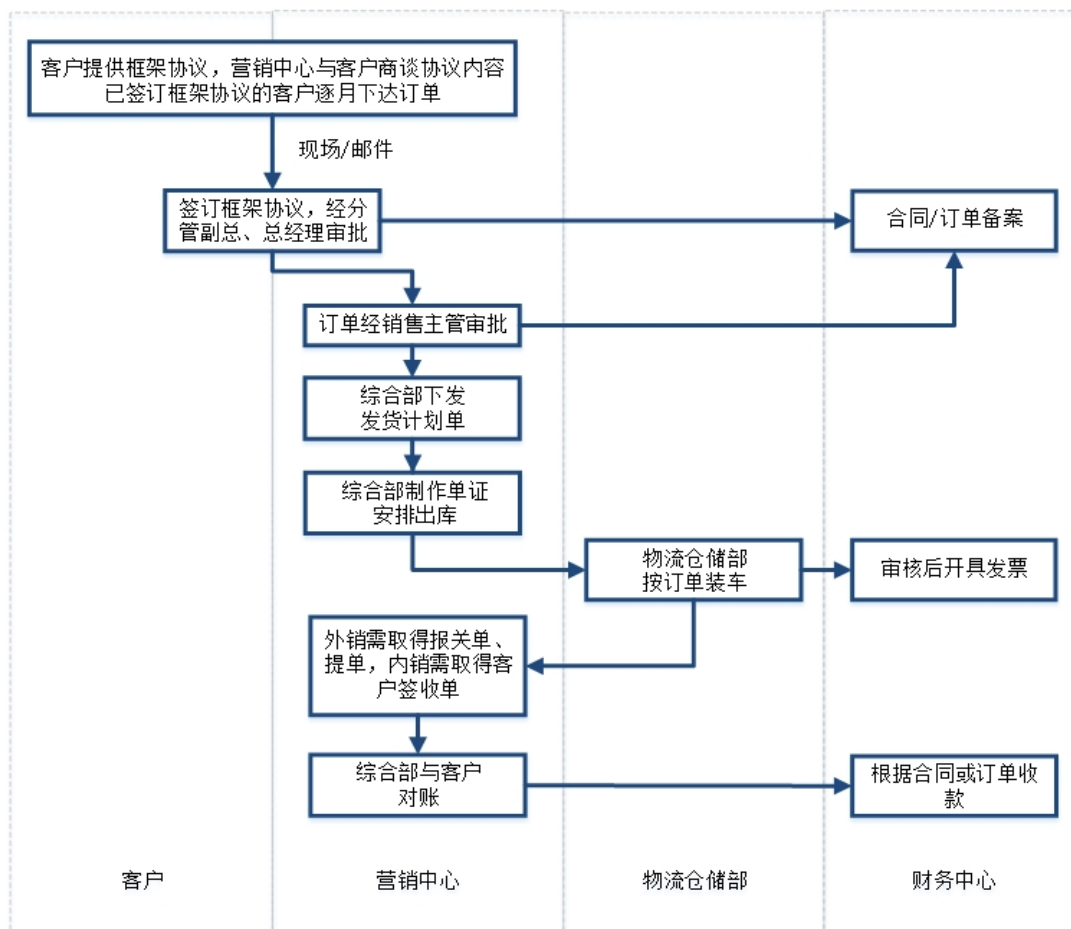 客户提供框架协议，营销中心与客户商谈协议内容
已签订框架协议的客户逐月下达订单
现场/邮件
签订框架协议，经分
管副总、总经理审批
合同/订单备案
订单经销售主管审批
综合部下发
发货计划单
综合部制作单证
安排出库
物流仓储部
按订单装车
审核后开具发票
外销需取得报关单、
提单，内销需取得客
户签收单
综合部与客户
对账
根据合同或订单收
款
客户
营销中心
物流仓储部
财务中心